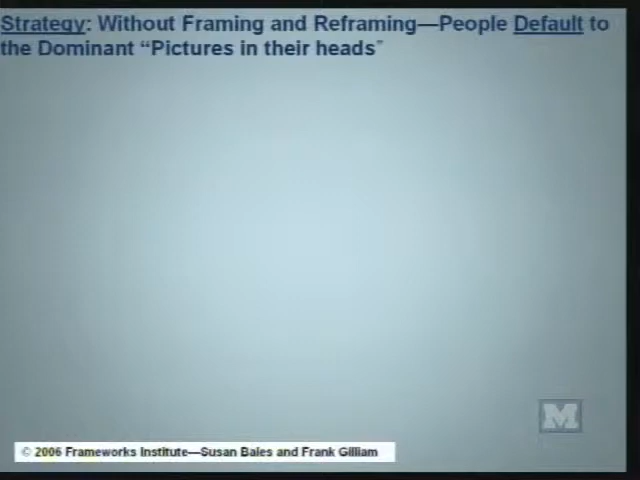 Strategy: Without Framing and Reframing—People Default to
the Dominant “Pictures in their heads”
M
© 2006 Frameworks Institute—Susan Bales and Frank Gilliam